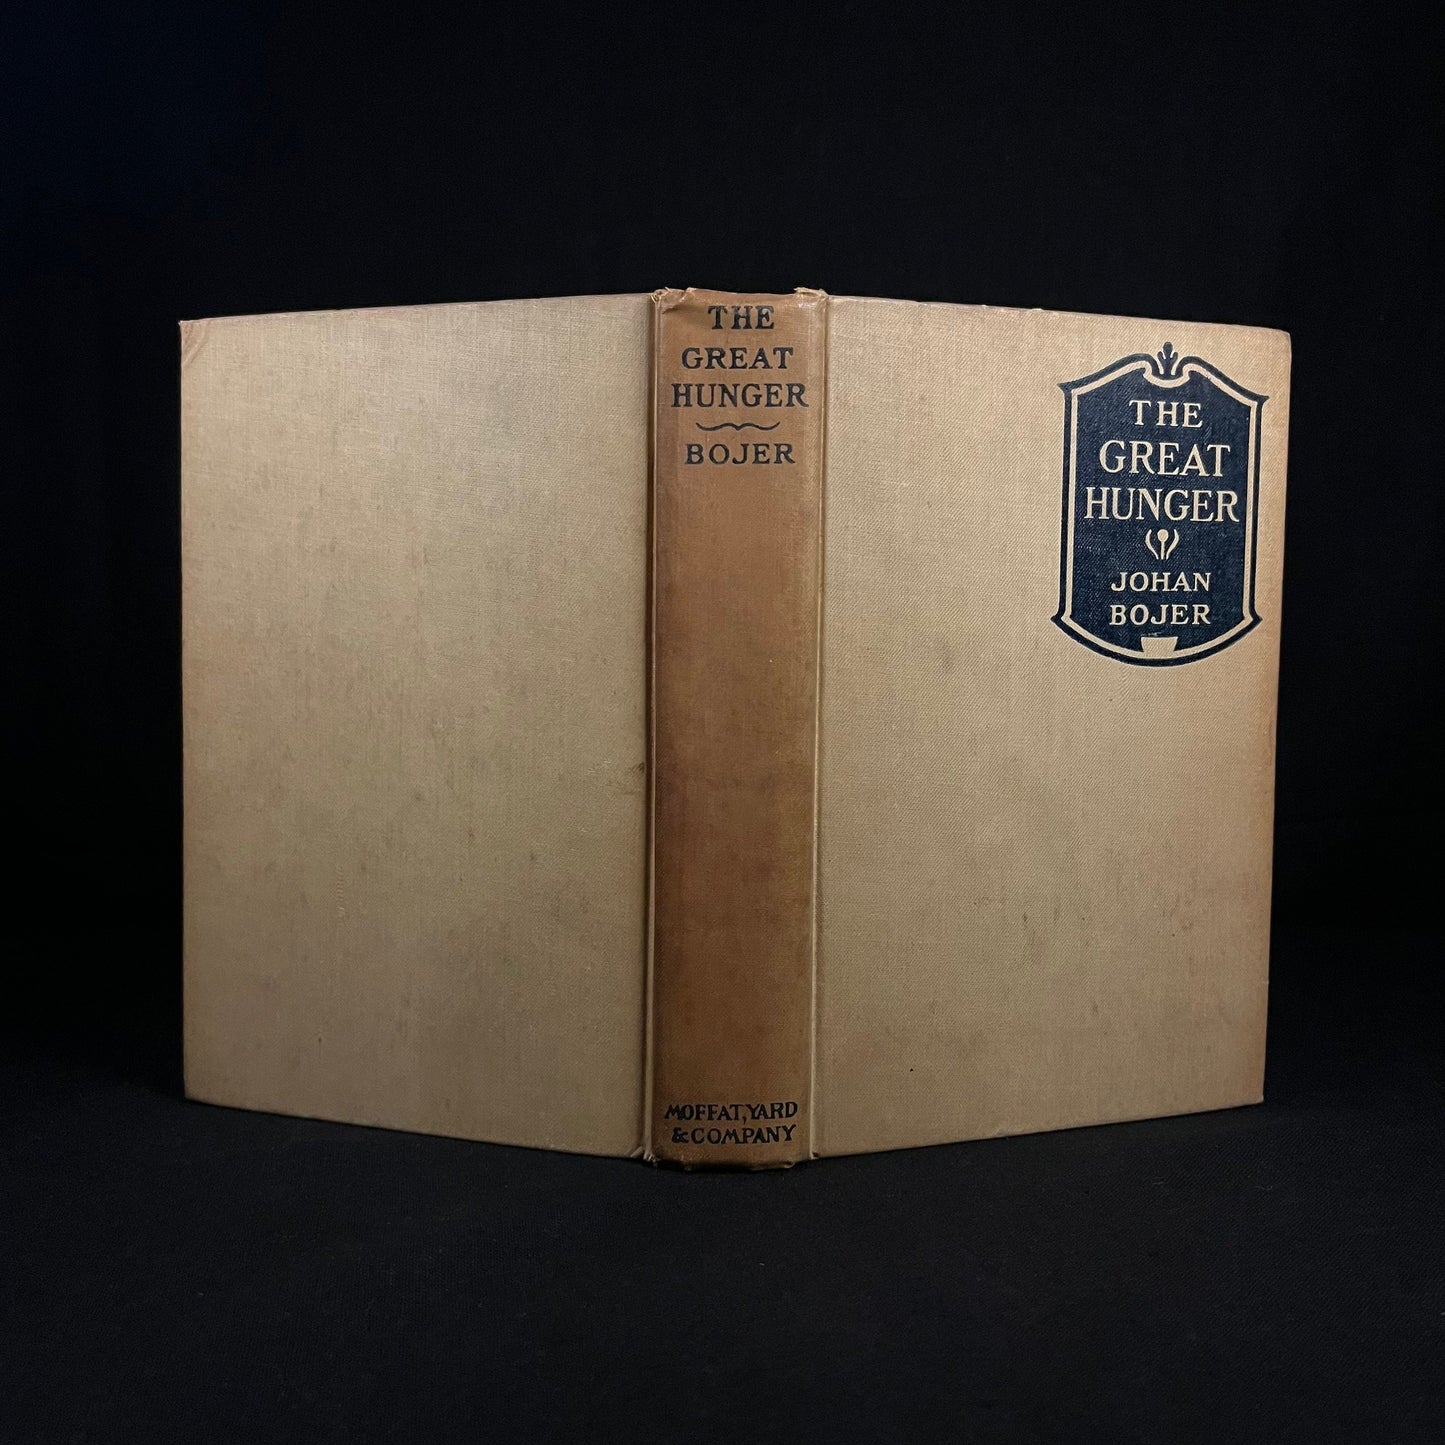 THE
GREAT
HUNGER
BOJER
MOFFAT, YARD
& COMPANY
THE
GREAT
HUNGER
JOHAN
BOJER